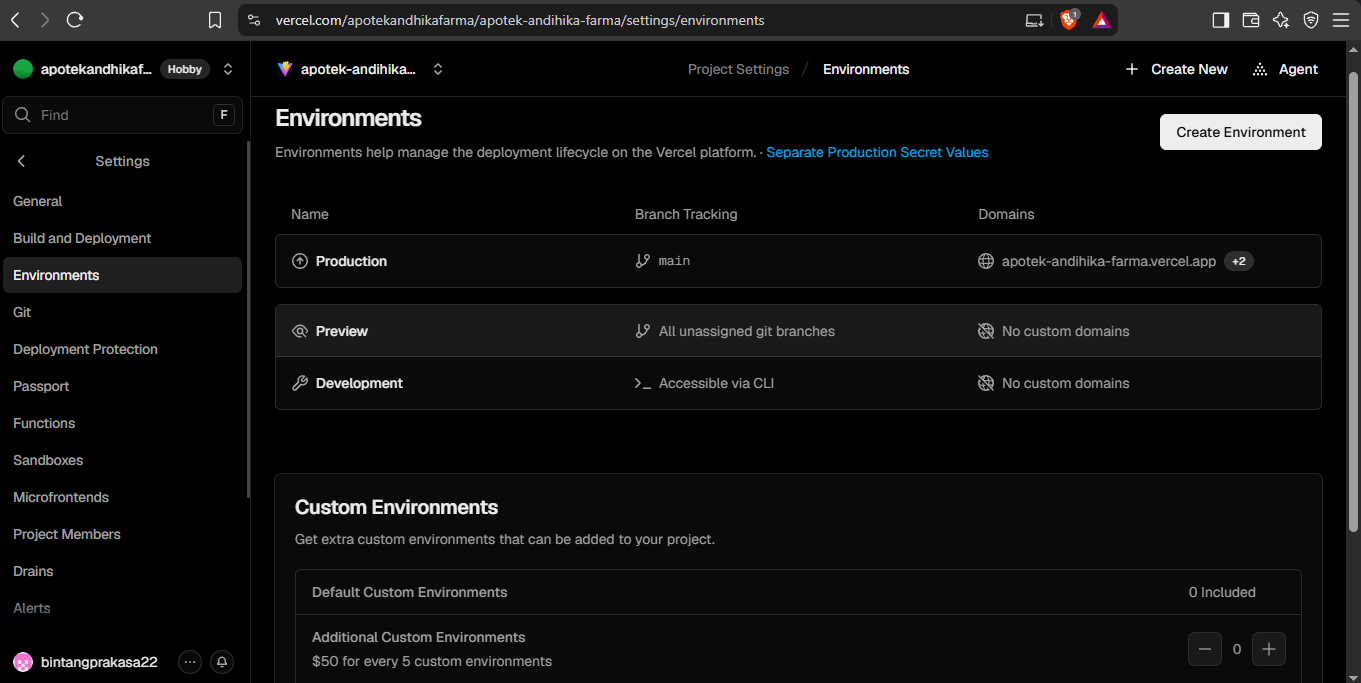 vercel.com/apotekandhikafarma/apotek-andihika-farma/settings/environments
1
apotekandhikaf... Hobby
apotek-andihika...
Project Settings / Environments
+ Create New
Agent
Find F
Settings
General
Build and Deployment
Environments
Git
Deployment Protection
Passport
Functions
Sandboxes
Microfrontends
Project Members
Drains
Alerts
bintangprakasa22
Environments
Environments help manage the deployment lifecycle on the Vercel platform. · Separate Production Secret Values
Create Environment
Name Branch Tracking Domains
Production main apotek-andihika-farma.vercel.app +2
Preview All unassigned git branches No custom domains
Development Accessible via CLI No custom domains
Custom Environments
Get extra custom environments that can be added to your project.
Default Custom Environments 0 Included
Additional Custom Environments
$50 for every 5 custom environments
0